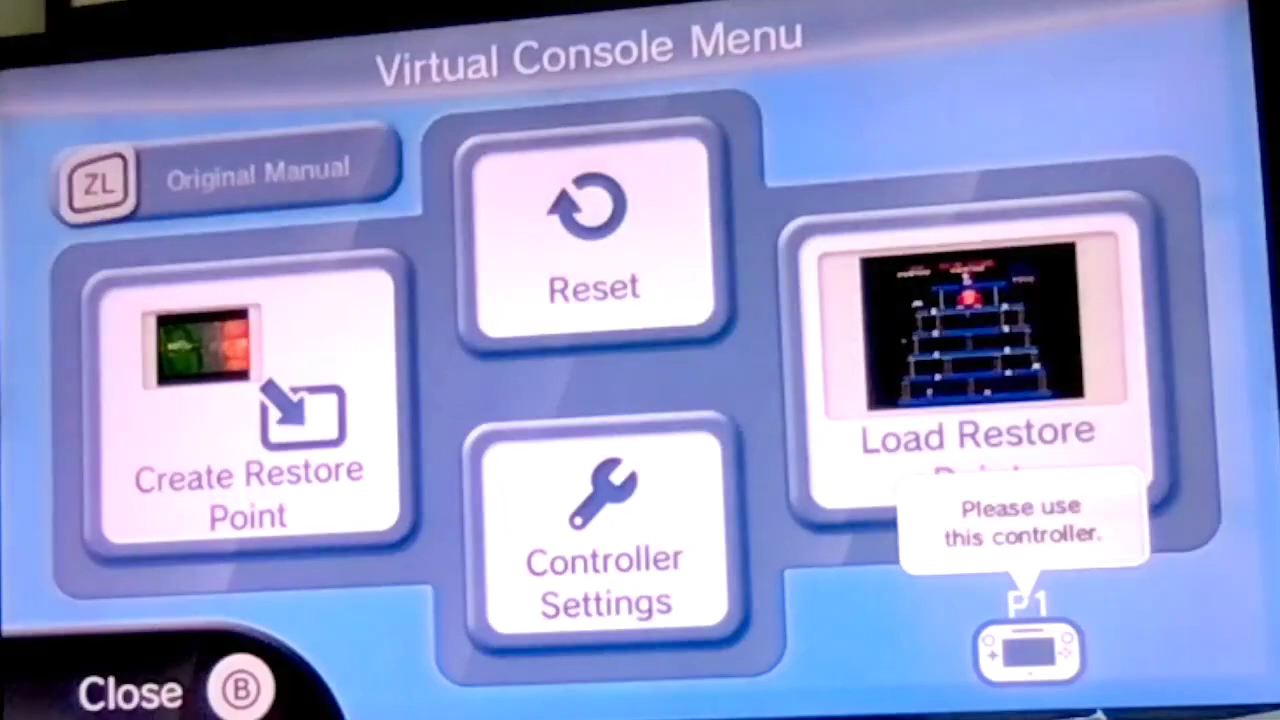 Virtual Console Menu
ZL Original Manual
Reset
Create Restore
Point
Load Restore
Controller
Settings
Please use
this controller.
P1
Close B